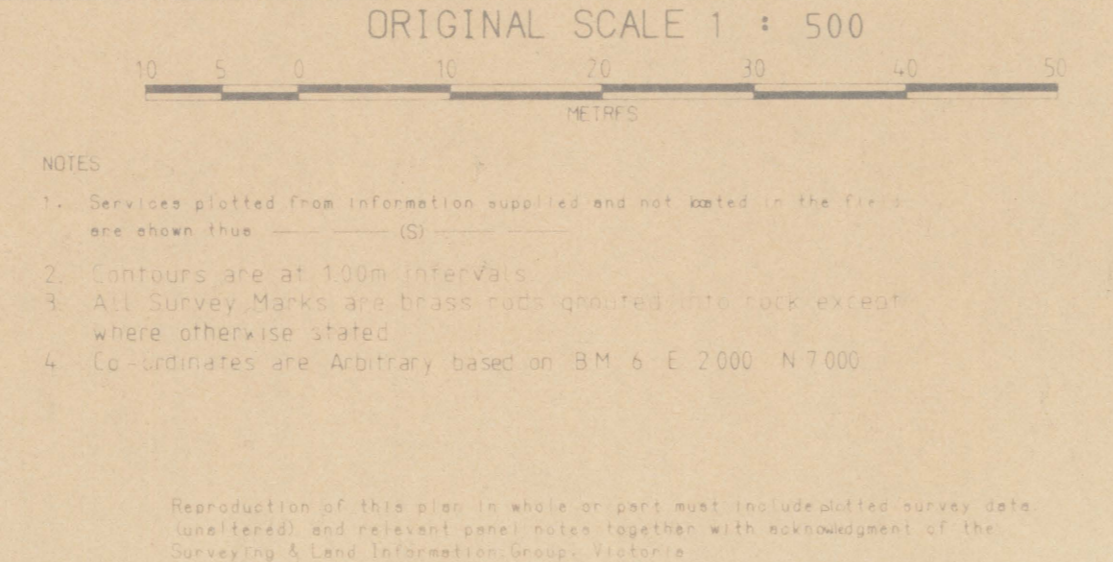 ORIGINAL SCALE 1 : 500
10 5 0 10 20 30 40 50
METRES
NOTES
1. Services plotted from information supplied and not located in the field
are shown thus —— —— (S) —— ——
2. Contours are at 1.00m intervals.
3. All Survey Marks are brass rods grouted into rock except
where otherwise stated
4 Co-ordinates are Arbitrary based on B M 6 E 2000 N 7000
Reproduction of this plan in whole or part must include plotted survey data
(unaltered) and relevant panel notes together with acknowledgment of the
Surveying & Land Information Group, Victoria